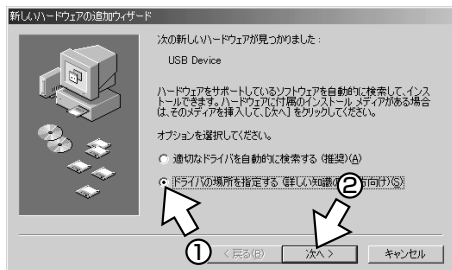 新しいハードウェアの追加ウィザード
次の新しいハードウェアが見つかりました：
USB Device
ハードウェアをサポートしているソフトウェアを自動的に検索して、インス
トールできます。ハードウェアに付属のインストール メディアがある場合
は、そのメディアを挿入して、[次へ] をクリックしてください。
オプションを選択してください。
適切なドライバを自動的に検索する (推奨)(A)
ドライバの場所を指定する (詳しい知識の 方向け)(S)
① ②
< 戻る(B) 次へ > キャンセル